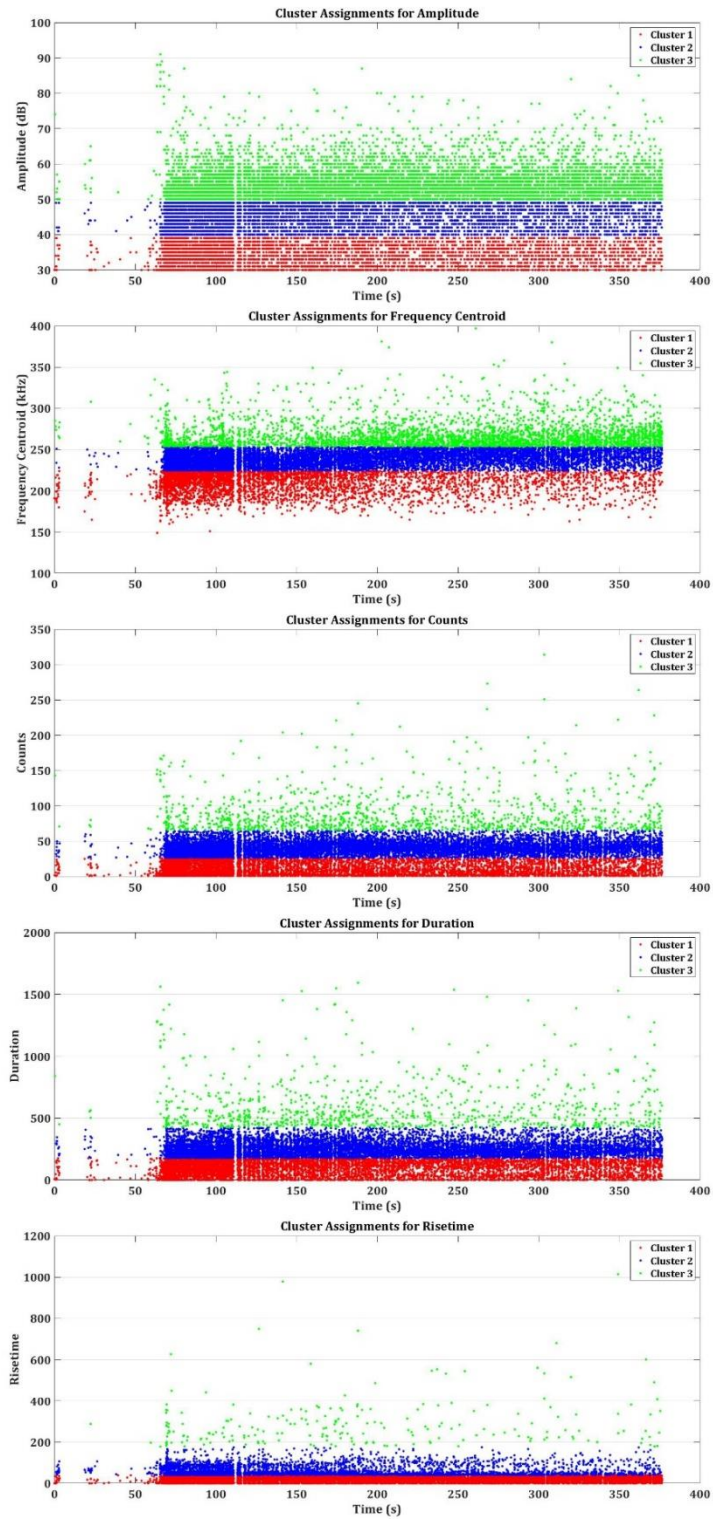 Cluster Assignments for Amplitude
100
90
80
70
60
50
40
30
Amplitude (dB)
Cluster 1
Cluster 2
Cluster 3
0 50 100 150 200 250 300 350 400
Time (s)
Cluster Assignments for Frequency Centroid
400
350
300
250
200
150
100
Frequency Centroid (kHz)
Cluster 1
Cluster 2
Cluster 3
0 50 100 150 200 250 300 350 400
Time (s)
Cluster Assignments for Counts
350
300
250
200
150
100
50
0
Counts
Cluster 1
Cluster 2
Cluster 3
0 50 100 150 200 250 300 350 400
Time (s)
Cluster Assignments for Duration
2000
1500
1000
500
0
Duration
Cluster 1
Cluster 2
Cluster 3
0 50 100 150 200 250 300 350 400
Time (s)
Cluster Assignments for Risetime
1200
1000
800
600
400
200
0
Risetime
Cluster 1
Cluster 2
Cluster 3
0 50 100 150 200 250 300 350 400
Time (s)